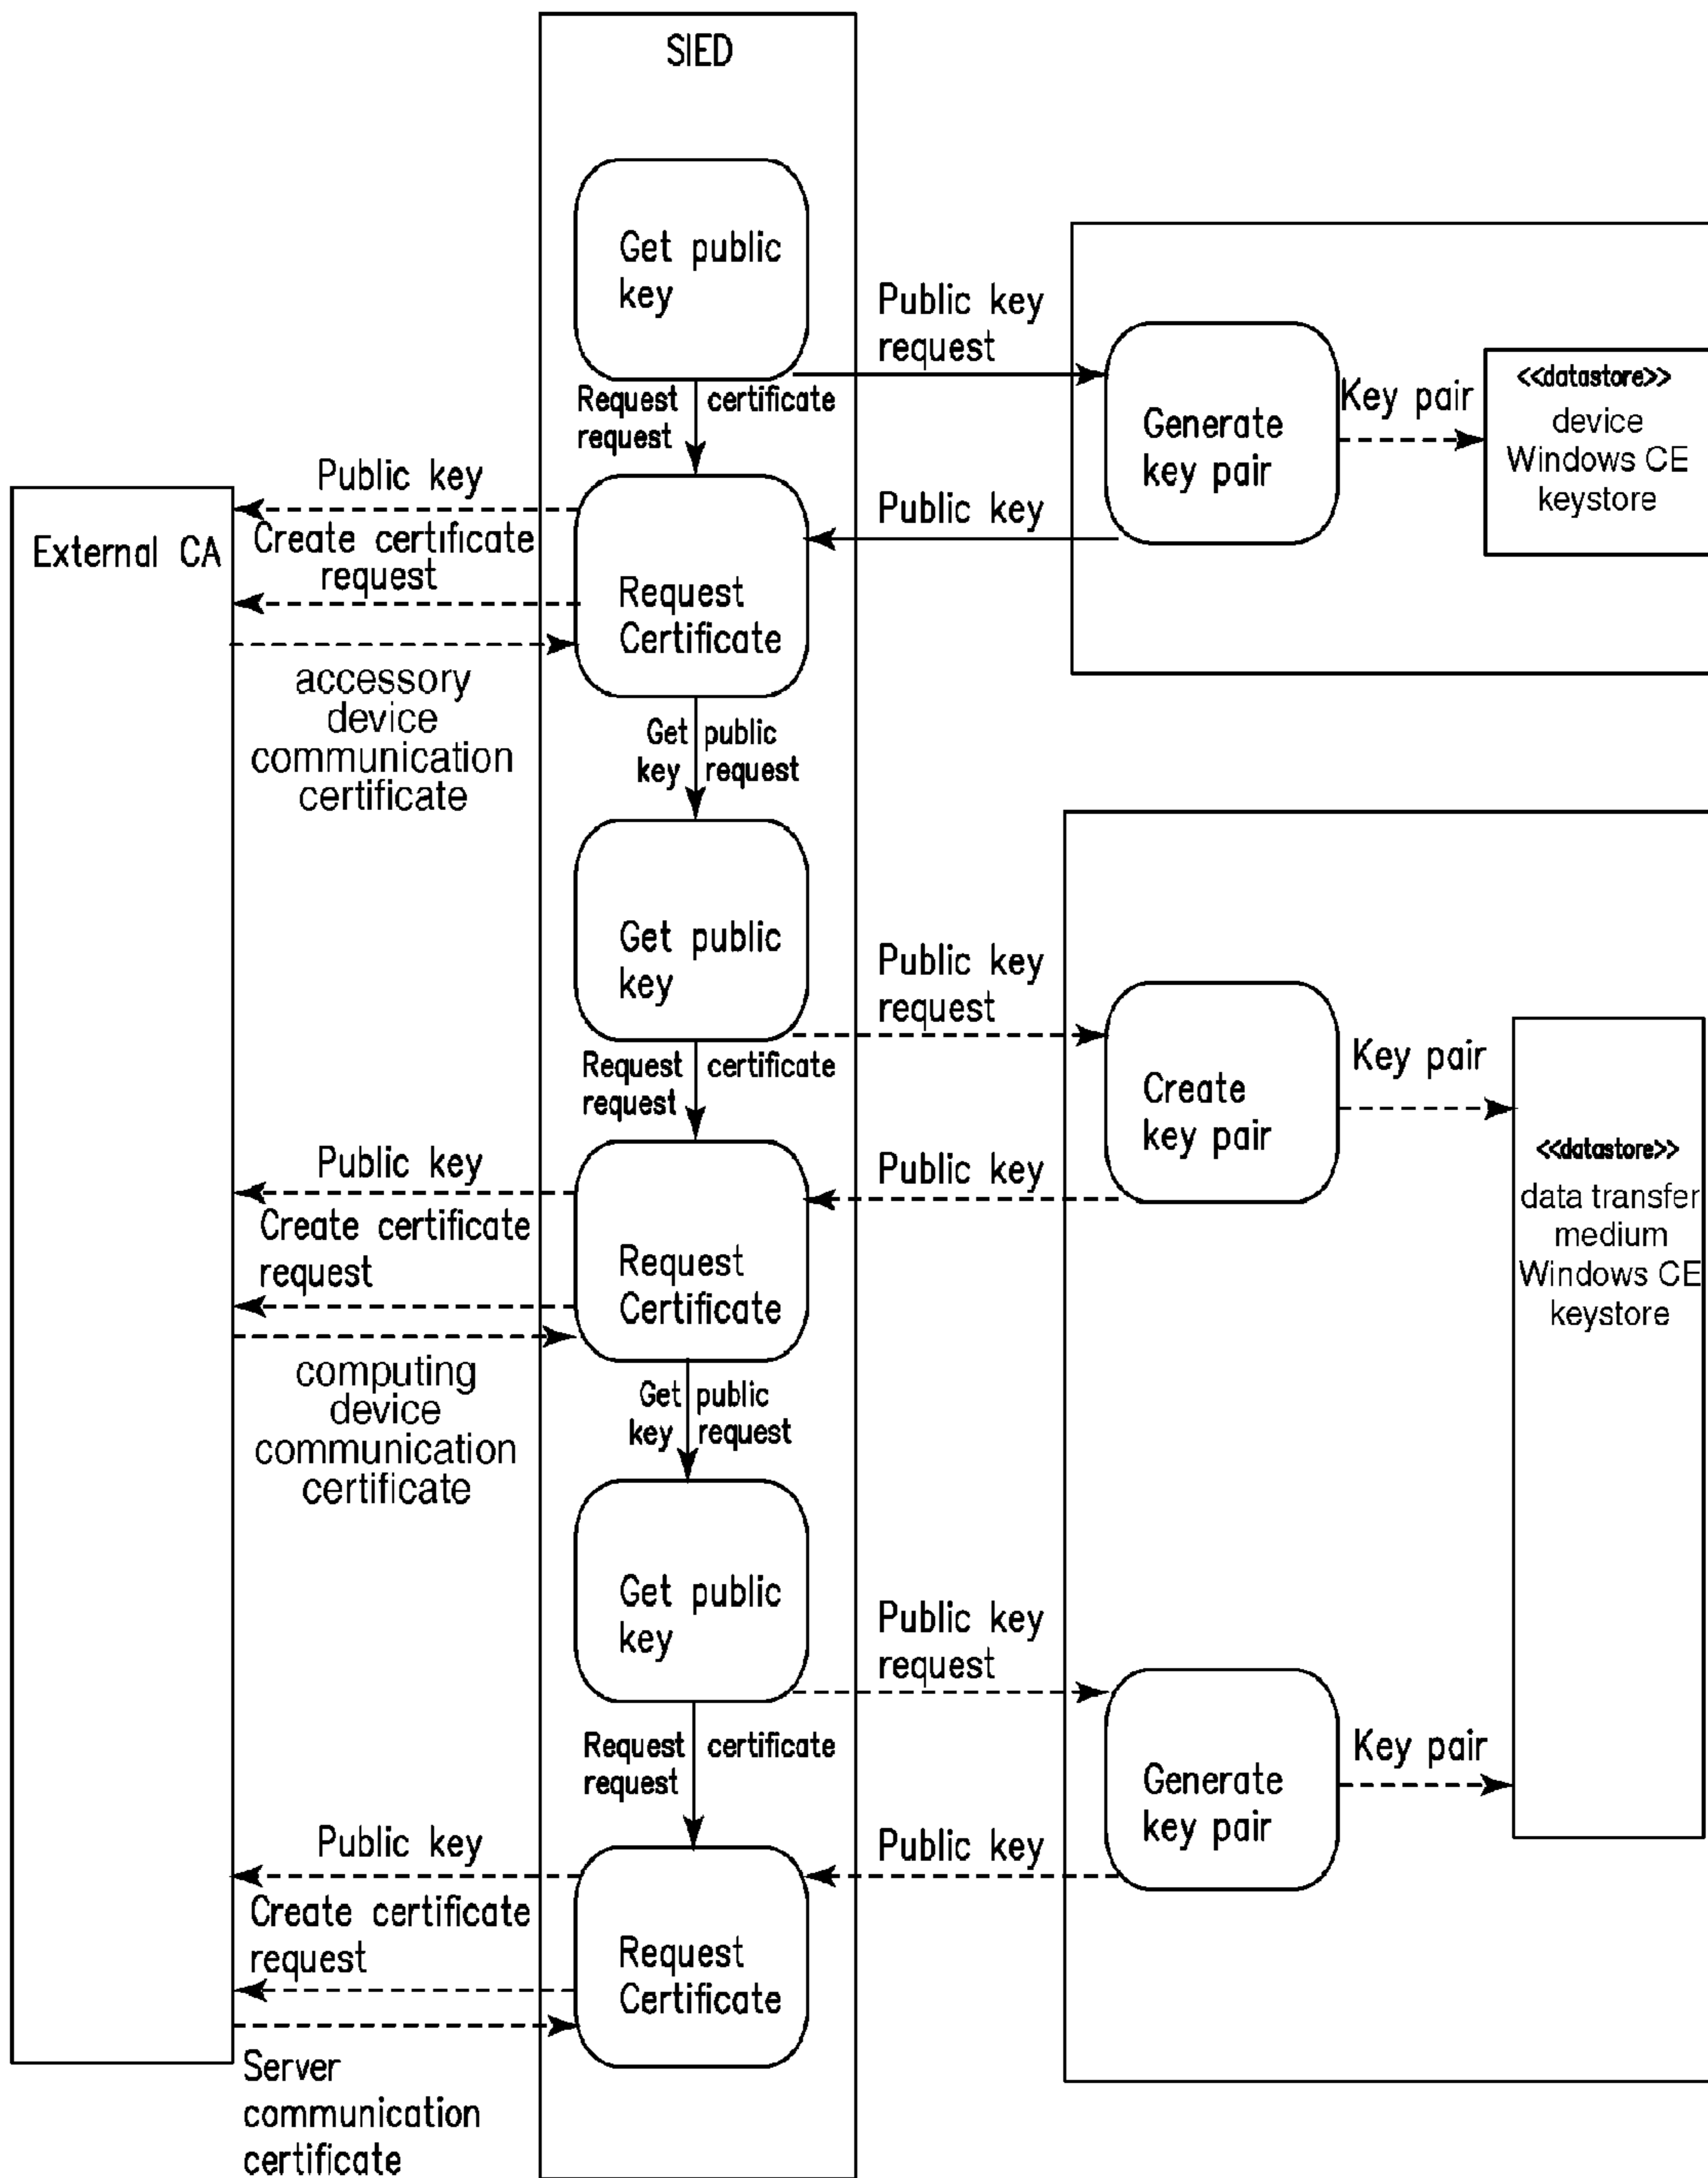 SIED
Get public
key
Public key
request
Request certificate
request
Generate
key pair
Key pair
<<datastore>>
device
Windows CE
keystore
Public key
External CA
Create certificate
request
Public key
Request
Certificate
accessory
device
communication
certificate
Get public
key request
Get public
key
Public key
request
Request certificate
request
Create
key pair
Key pair
<<datastore>>
data transfer
medium
Windows CE
keystore
Public key
Create certificate
request
Public key
Request
Certificate
computing
device
communication
certificate
Get public
key request
Get public
key
Public key
request
Request certificate
request
Generate
key pair
Key pair
Public key
Create certificate
request
Public key
Request
Certificate
Server
communication
certificate